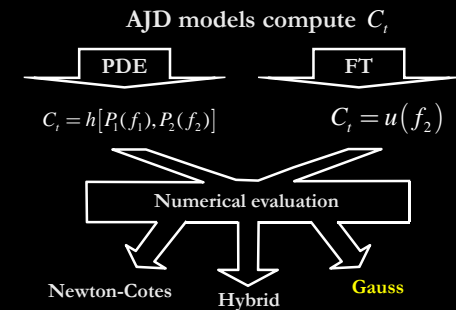 AJD models compute C_t
PDE FT
C_t = h[P_1(f_1), P_2(f_2)] C_t = u(f_2)
Numerical evaluation
Newton-Cotes Hybrid Gauss